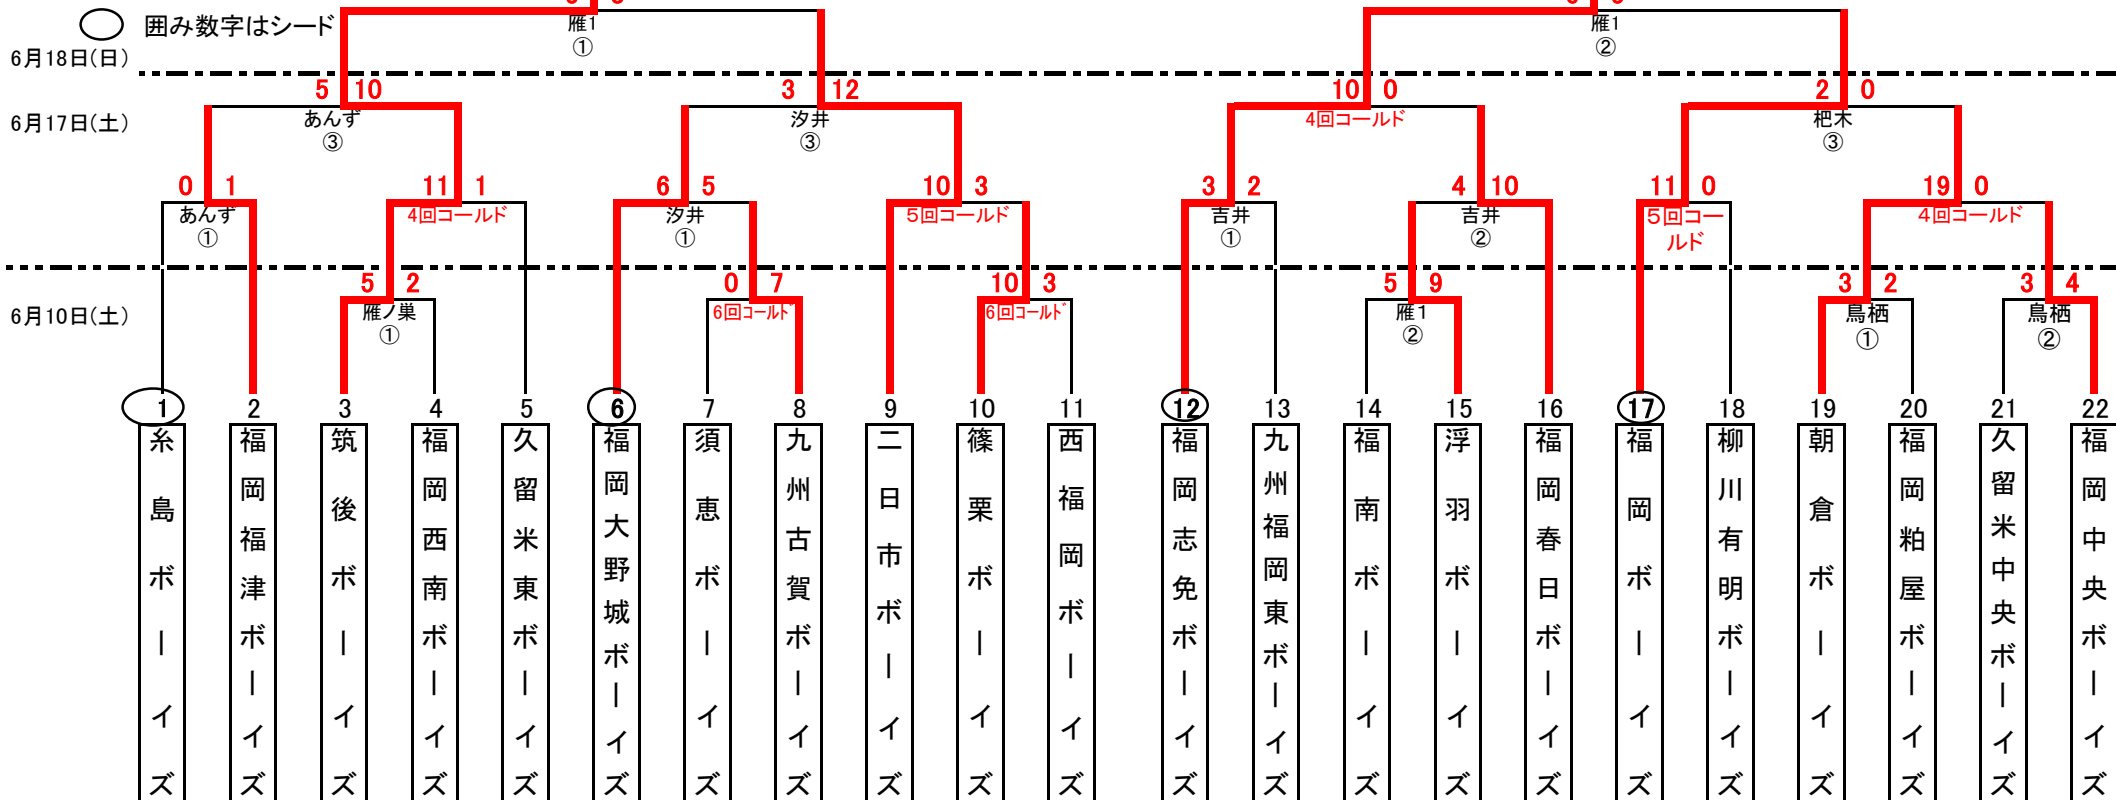 囲み数字はシード
雁1
①
雁1
②
6月18日(日)
5 10
3 12
10 0
2 0
6月17日(土)
あんず
③
汐井
③
4回コールド
杷木
③
0 1
11 1
6 5
10 3
3 2
4 10
11 0
19 0
あんず
①
4回コールド
汐井
①
5回コールド
吉井
①
吉井
②
5回コー
ルド
4回コールド
5 2
0 7
10 3
5 9
3 2
3 4
6月10日(土)
雁ノ巣
①
6回コールド
6回コールド
雁1
②
鳥栖
①
鳥栖
②
1 2 3 4 5 6 7 8 9 10 11 12 13 14 15 16 17 18 19 20 21 22
糸島ボーイズ
福岡福津ボーイズ
筑後ボーイズ
福岡西南ボーイズ
久留米東ボーイズ
福岡大野城ボーイズ
須恵ボーイズ
九州古賀ボーイズ
二日市ボーイズ
篠栗ボーイズ
西福岡ボーイズ
福岡志免ボーイズ
九州福岡東ボーイズ
福南ボーイズ
浮羽ボーイズ
福岡春日ボーイズ
福岡ボーイズ
柳川有明ボーイズ
朝倉ボーイズ
福岡粕屋ボーイズ
久留米中央ボーイズ
福岡中央ボーイズ